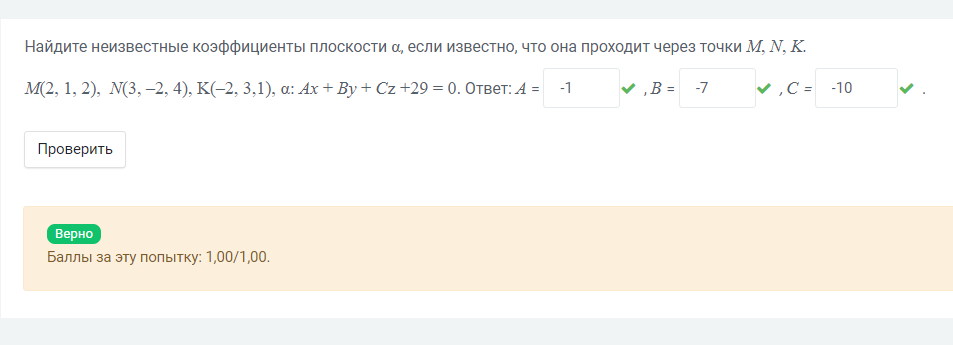 Найдите неизвестные коэффициенты плоскости α, если известно, что она проходит через точки M, N, K.
M(2, 1, 2), N(3, –2, 4), K(–2, 3,1), α: Ax + By + Cz +29 = 0. Ответ: A = -1 , B = -7 , C = -10 .
Проверить
Верно
Баллы за эту попытку: 1,00/1,00.